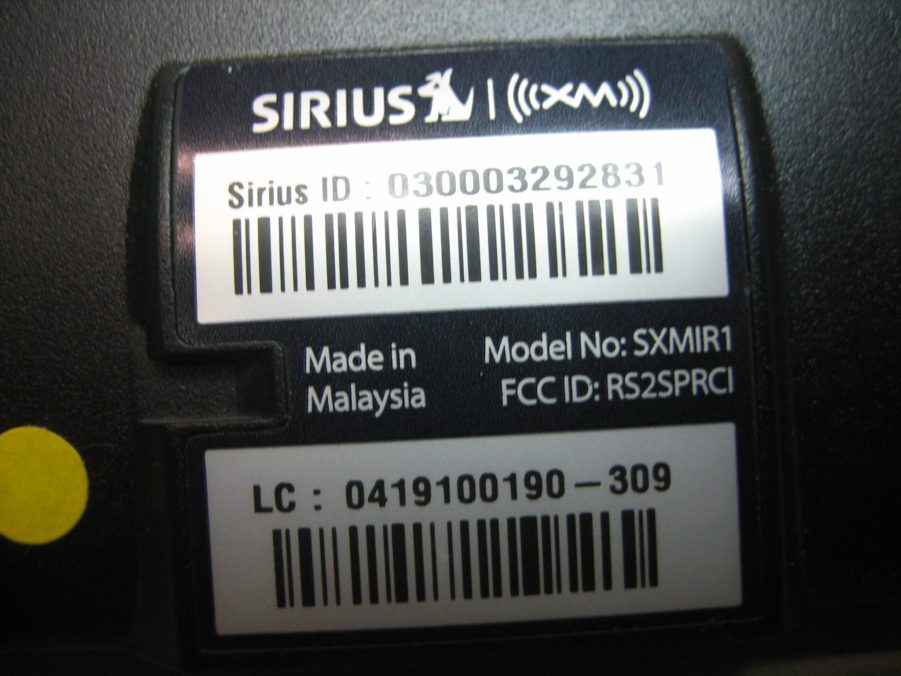 SIRIUS | (((XM)))
Sirius ID : 030003292831
Made in
Malaysia
Model No: SXMIR1
FCC ID: RS2SPRCI
LC : 0419100190-309